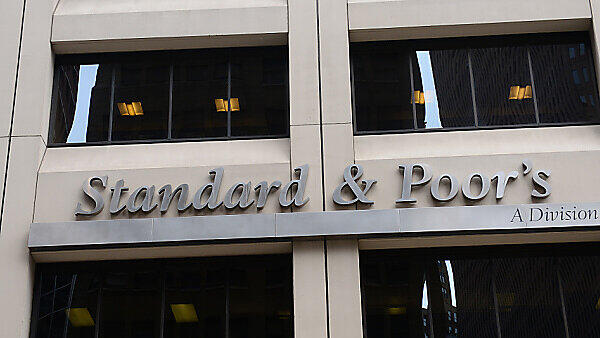 Standard & Poor's
A Division